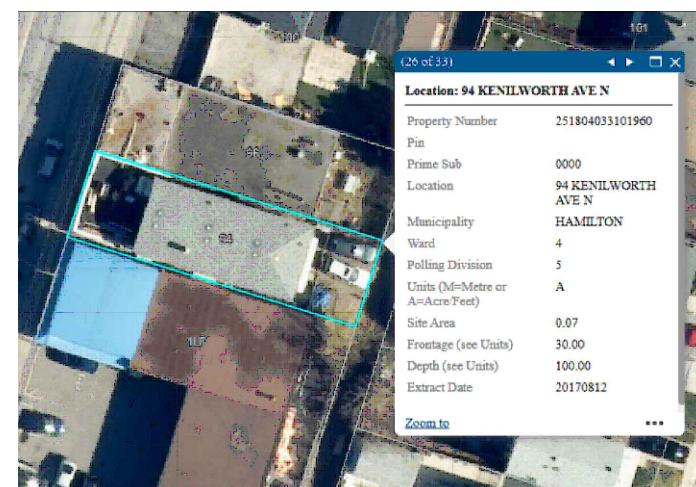 101
100
(26 of 33)
Location: 94 KENILWORTH AVE N
Property Number 251804033101960
Pin
Prime Sub 0000
Location 94 KENILWORTH
AVE N
Municipality HAMILTON
Ward 4
Polling Division 5
Units (M=Metre or A
A=Acre/Feet)
Site Area 0.07
Frontage (see Units) 30.00
Depth (see Units) 100.00
Extract Date 20170812
Zoom to
94